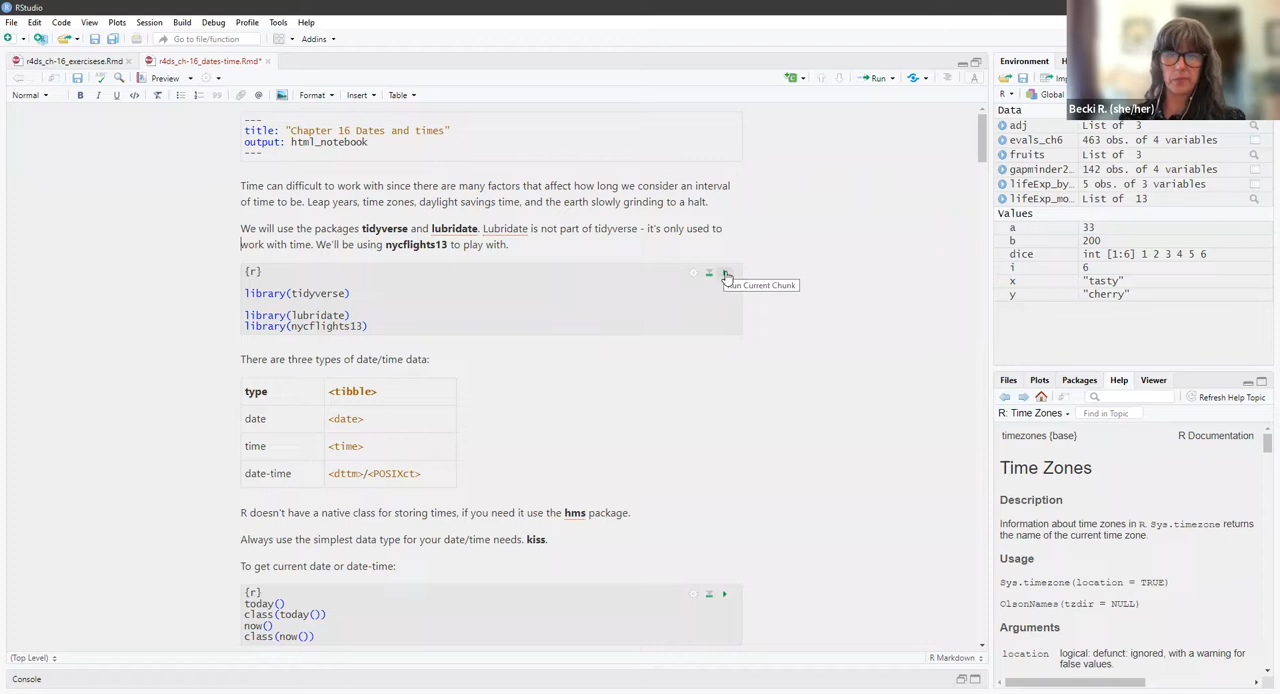 RStudio
File Edit Code View Plots Session Build Debug Profile Tools Help
Go to file/function Addins
r4ds_ch-16_exercisese.Rmd r4ds_ch-16_dates-time.Rmd*
Preview Run
Normal B I U Format Insert Table
---
title: "Chapter 16 Dates and times"
output: html_notebook
---
Time can difficult to work with since there are many factors that affect how long we consider an interval
of time to be. Leap years, time zones, daylight savings time, and the earth slowly grinding to a halt.
We will use the packages tidyverse and lubridate. Lubridate is not part of tidyverse - it's only used to
work with time. We'll be using nycflights13 to play with.
{r}
Run Current Chunk
library(tidyverse)
library(lubridate)
library(nycflights13)
There are three types of date/time data:
type <tibble>
date <date>
time <time>
date-time <dttm>/<POSIXct>
R doesn't have a native class for storing times, if you need it use the hms package.
Always use the simplest data type for your date/time needs. kiss.
To get current date or date-time:
{r}
today()
class(today())
now()
class(now())
(Top Level) R Markdown
Console
Becki R. (she/her)
Environment
R Global
Data
adj List of 3
evals_ch6 463 obs. of 4 variables
fruits List of 3
gapminder2… 142 obs. of 4 variables
lifeExp_by… 5 obs. of 3 variables
lifeExp_mo… List of 13
Values
a 33
b 200
dice int [1:6] 1 2 3 4 5 6
i 6
x "tasty"
y "cherry"
Files Plots Packages Help Viewer
Refresh Help Topic
R: Time Zones Find in Topic
timezones {base} R Documentation
Time Zones
Description
Information about time zones in R. Sys.timezone returns
the name of the current time zone.
Usage
Sys.timezone(location = TRUE)
OlsonNames(tzdir = NULL)
Arguments
location logical: defunct: ignored, with a warning for
false values.